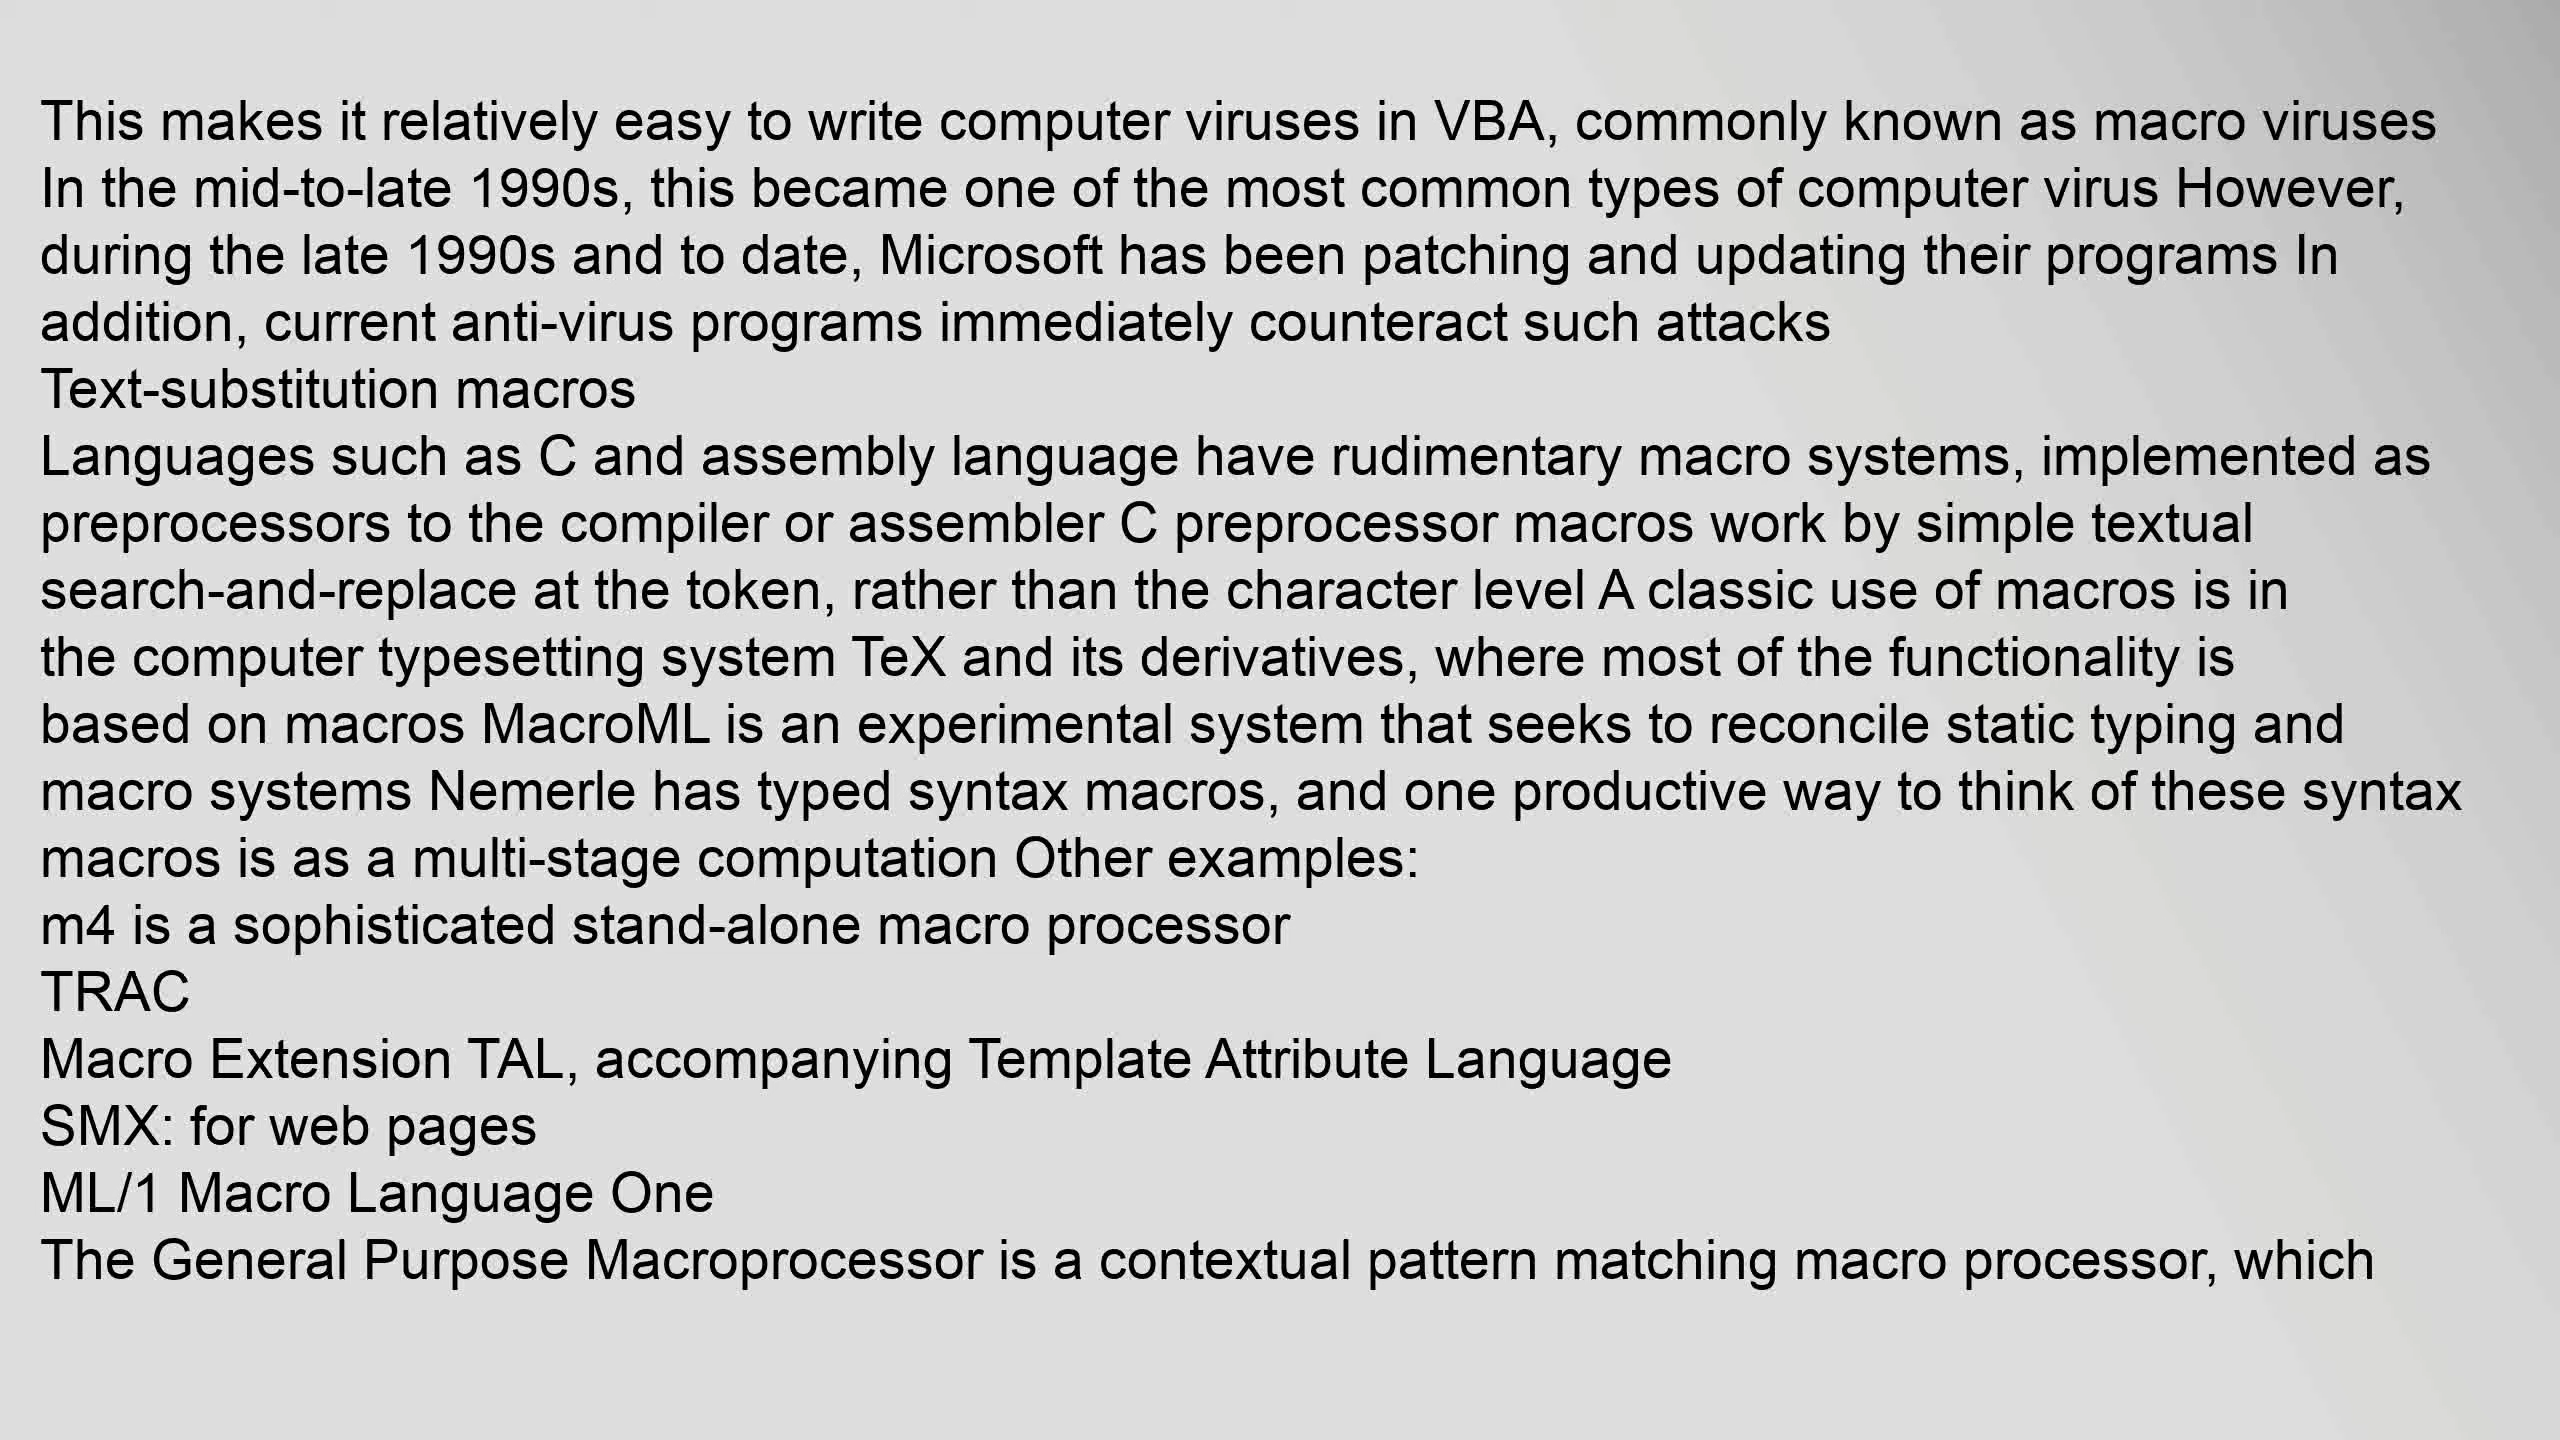 This makes it relatively easy to write computer viruses in VBA, commonly known as macro viruses
In the mid-to-late 1990s, this became one of the most common types of computer virus However,
during the late 1990s and to date, Microsoft has been patching and updating their programs In
addition, current anti-virus programs immediately counteract such attacks
Text-substitution macros
Languages such as C and assembly language have rudimentary macro systems, implemented as
preprocessors to the compiler or assembler C preprocessor macros work by simple textual
search-and-replace at the token, rather than the character level A classic use of macros is in
the computer typesetting system TeX and its derivatives, where most of the functionality is
based on macros MacroML is an experimental system that seeks to reconcile static typing and
macro systems Nemerle has typed syntax macros, and one productive way to think of these syntax
macros is as a multi-stage computation Other examples:
m4 is a sophisticated stand-alone macro processor
TRAC
Macro Extension TAL, accompanying Template Attribute Language
SMX: for web pages
ML/1 Macro Language One
The General Purpose Macroprocessor is a contextual pattern matching macro processor, which